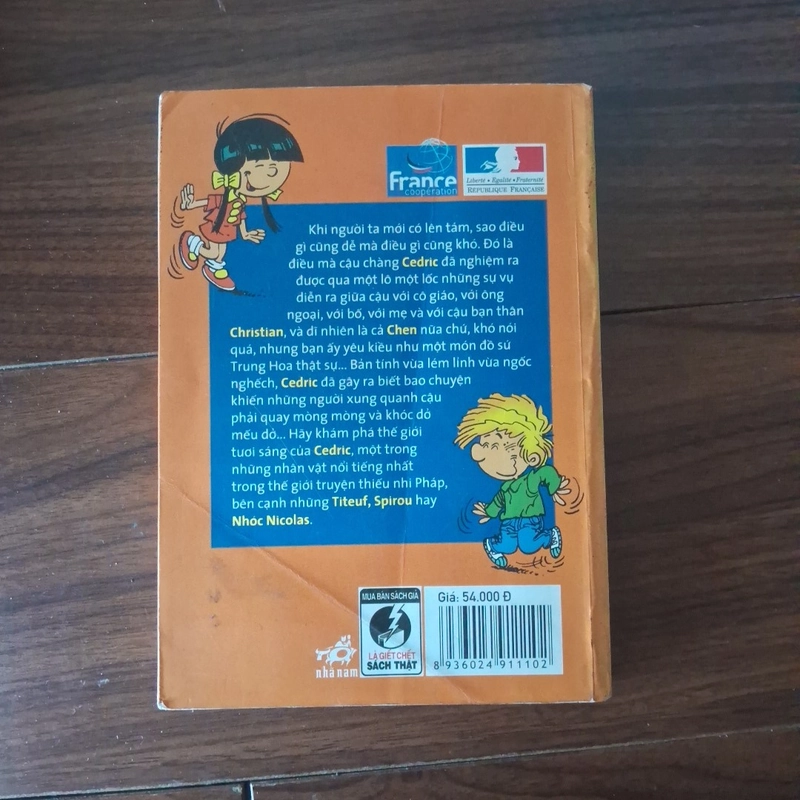 France
coopération
Liberté • Égalité • Fraternité
RÉPUBLIQUE FRANÇAISE
Khi người ta mới có lên tám, sao điều
gì cũng dễ mà điều gì cũng khó. Đó là
điều mà cậu chàng Cedric đã nghiệm ra
được qua một lô một lốc những sự vụ
diễn ra giữa cậu với cô giáo, với ông
ngoại, với bố, với mẹ và với cậu bạn thân
Christian, và dĩ nhiên là cả Chen nữa chứ, khó nói
quá, nhưng bạn ấy yêu kiều như một món đồ sứ
Trung Hoa thật sự... Bản tính vừa lém lỉnh vừa ngốc
nghếch, Cedric đã gây ra biết bao chuyện
khiến những người xung quanh cậu
phải quay mòng mòng và khóc dở
mếu dở... Hãy khám phá thế giới
tươi sáng của Cedric, một trong
những nhân vật nổi tiếng nhất
trong thế giới truyện thiếu nhi Pháp,
bên cạnh những Titeuf, Spirou hay
Nhóc Nicolas.
nhã nam
MUA BÁN SÁCH GIẢ
LÀ GIẾT CHẾT
SÁCH THẬT
Giá: 54.000 Đ
8 936024 911102